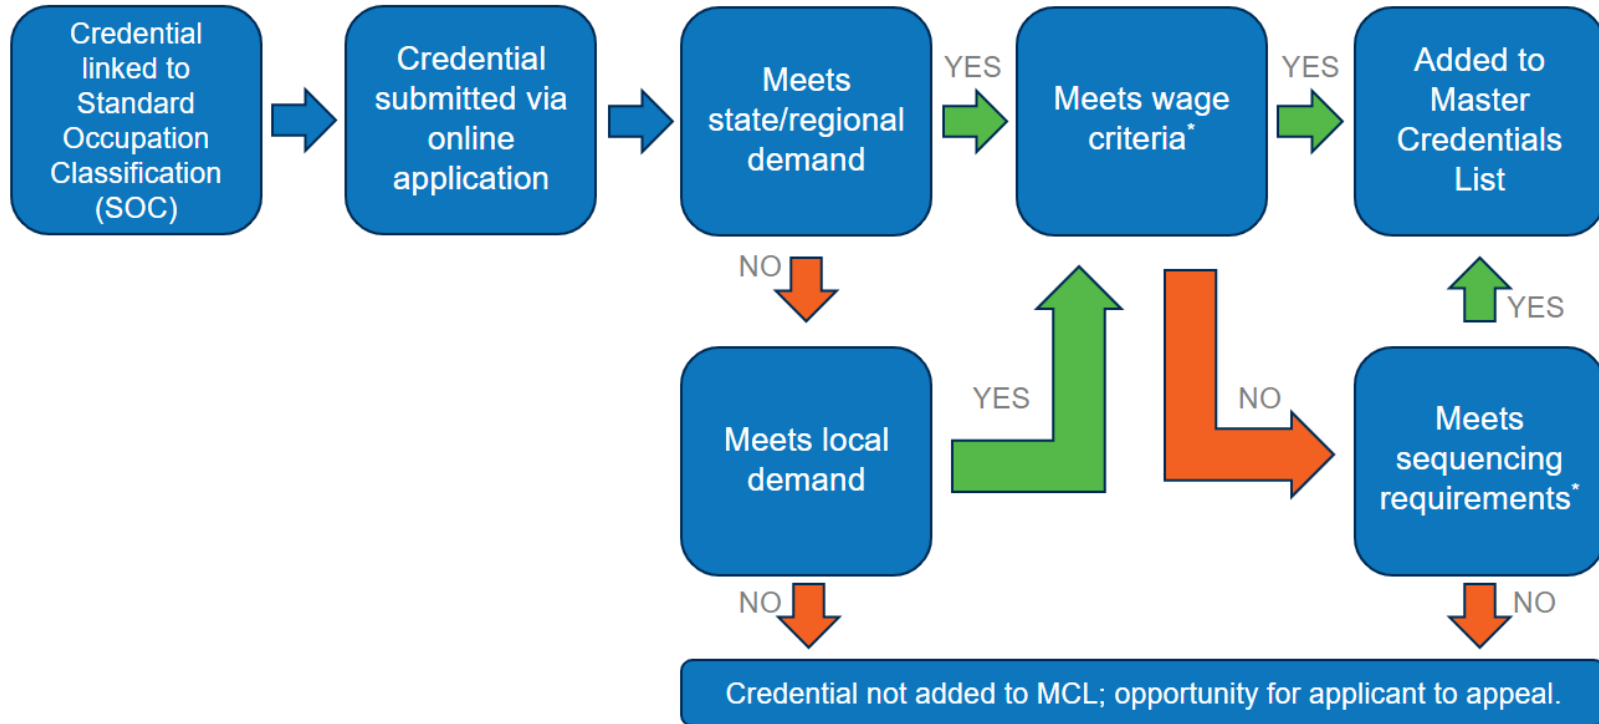 Credential
linked to
Standard
Occupation
Classification
(SOC)
Credential
submitted via
online
application
Meets
state/regional
demand
YES
Meets wage
criteria*
YES
Added to
Master
Credentials
List
NO
YES
Meets local
demand
YES
NO
Meets
sequencing
requirements*
NO
NO
Credential not added to MCL; opportunity for applicant to appeal.